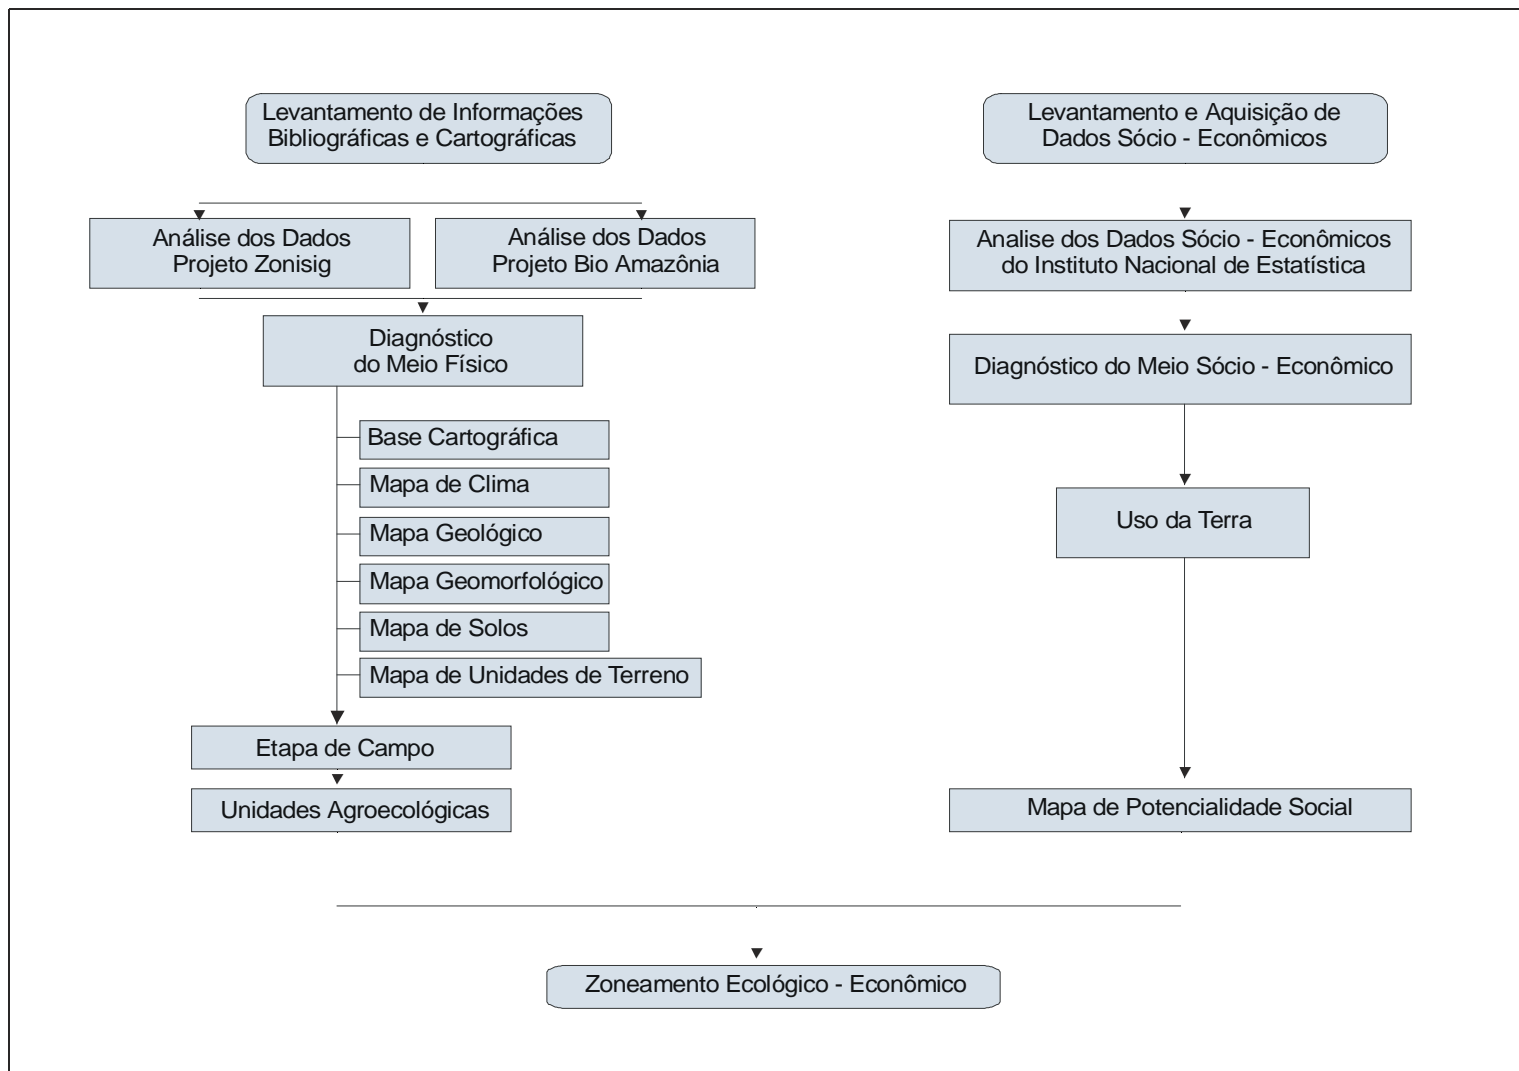 Levantamento de Informações
Bibliográficas e Cartográficas
Levantamento e Aquisição de
Dados Sócio - Econômicos
Análise dos Dados
Projeto Zonisig
Análise dos Dados
Projeto Bio Amazônia
Analise dos Dados Sócio - Econômicos
do Instituto Nacional de Estatística
Diagnóstico
do Meio Físico
Diagnóstico do Meio Sócio - Econômico
Base Cartográfica
Mapa de Clima
Mapa Geológico
Mapa Geomorfológico
Mapa de Solos
Mapa de Unidades de Terreno
Uso da Terra
Etapa de Campo
Unidades Agroecológicas
Mapa de Potencialidade Social
Zoneamento Ecológico - Econômico